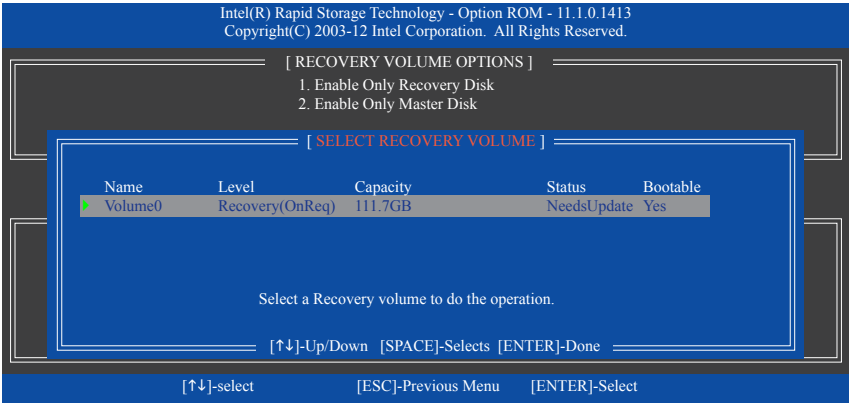 Intel(R) Rapid Storage Technology - Option ROM - 11.1.0.1413
Copyright(C) 2003-12 Intel Corporation.  All Rights Reserved.
[ RECOVERY VOLUME OPTIONS ]
1. Enable Only Recovery Disk
2. Enable Only Master Disk
[ SELECT RECOVERY VOLUME ]
Name Level Capacity Status Bootable
Volume0 Recovery(OnReq) 111.7GB NeedsUpdate Yes
Select a Recovery volume to do the operation.
[↑↓]-Up/Down [SPACE]-Selects [ENTER]-Done
[↑↓]-select [ESC]-Previous Menu [ENTER]-Select